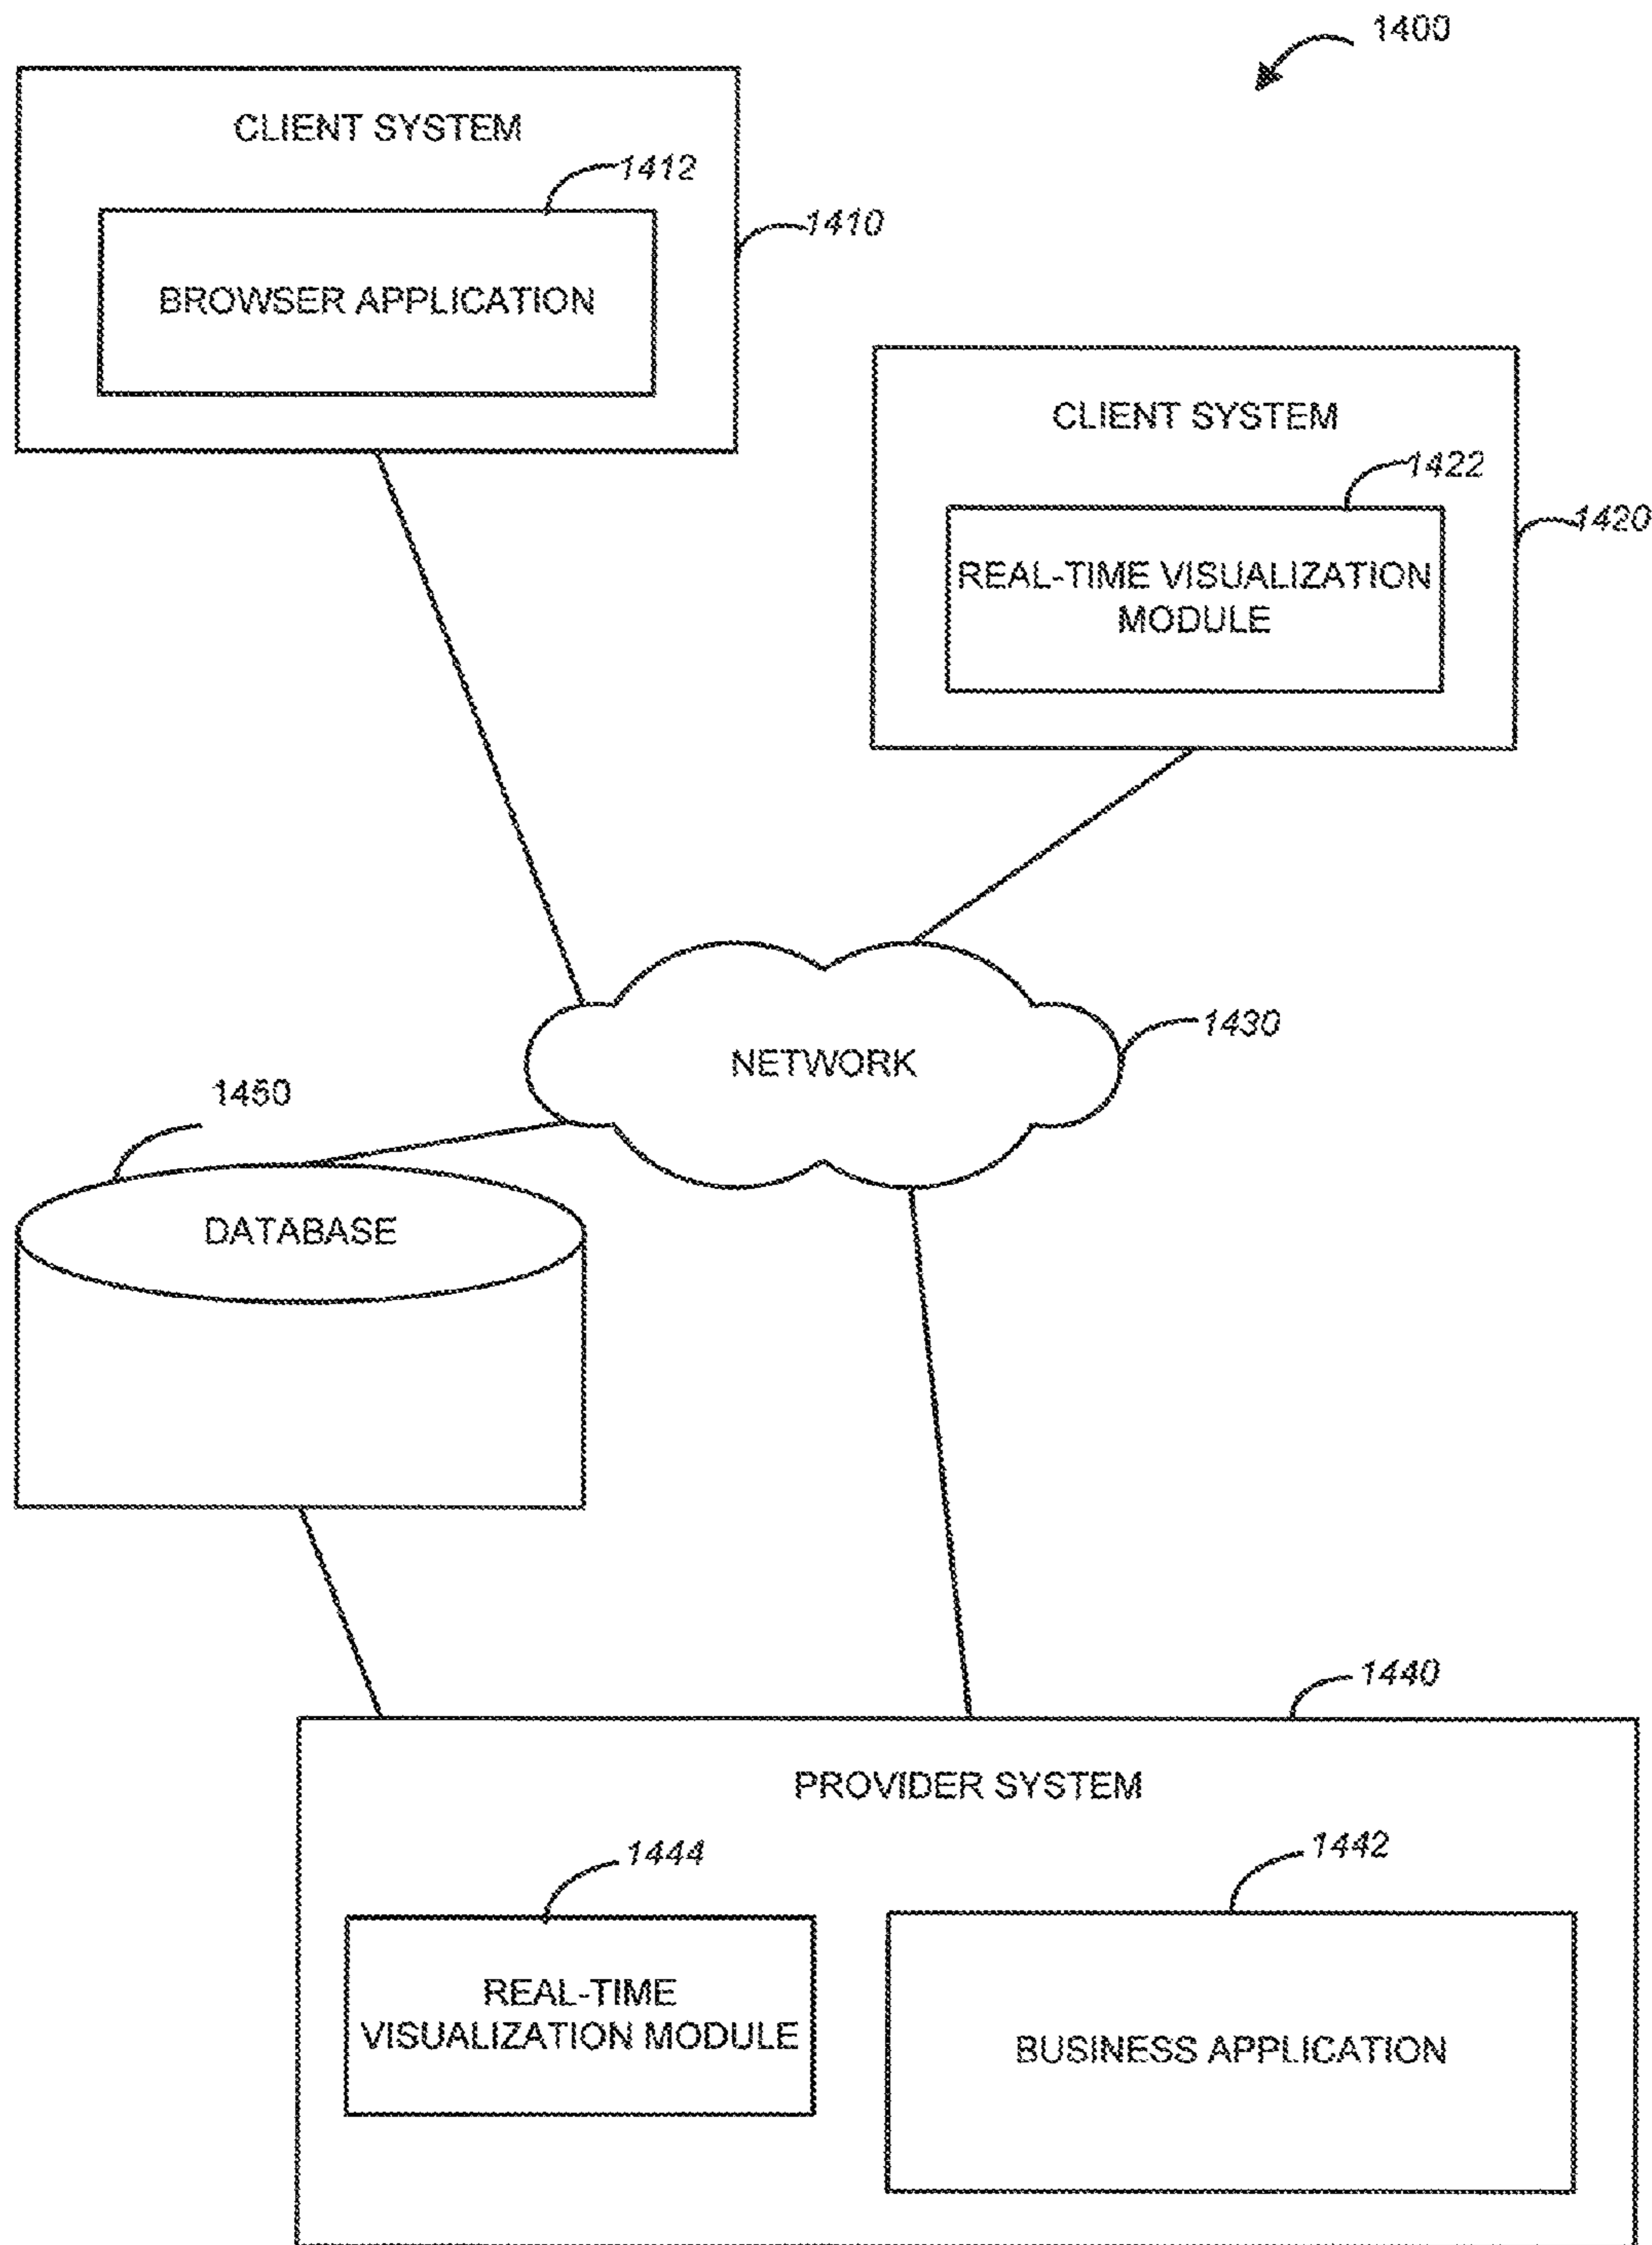 1400
CLIENT SYSTEM
1412
1410
BROWSER APPLICATION
CLIENT SYSTEM
1422
1420
REAL-TIME VISUALIZATION
MODULE
1430
NETWORK
1450
DATABASE
1440
PROVIDER SYSTEM
1444
1442
REAL-TIME
VISUALIZATION MODULE
BUSINESS APPLICATION